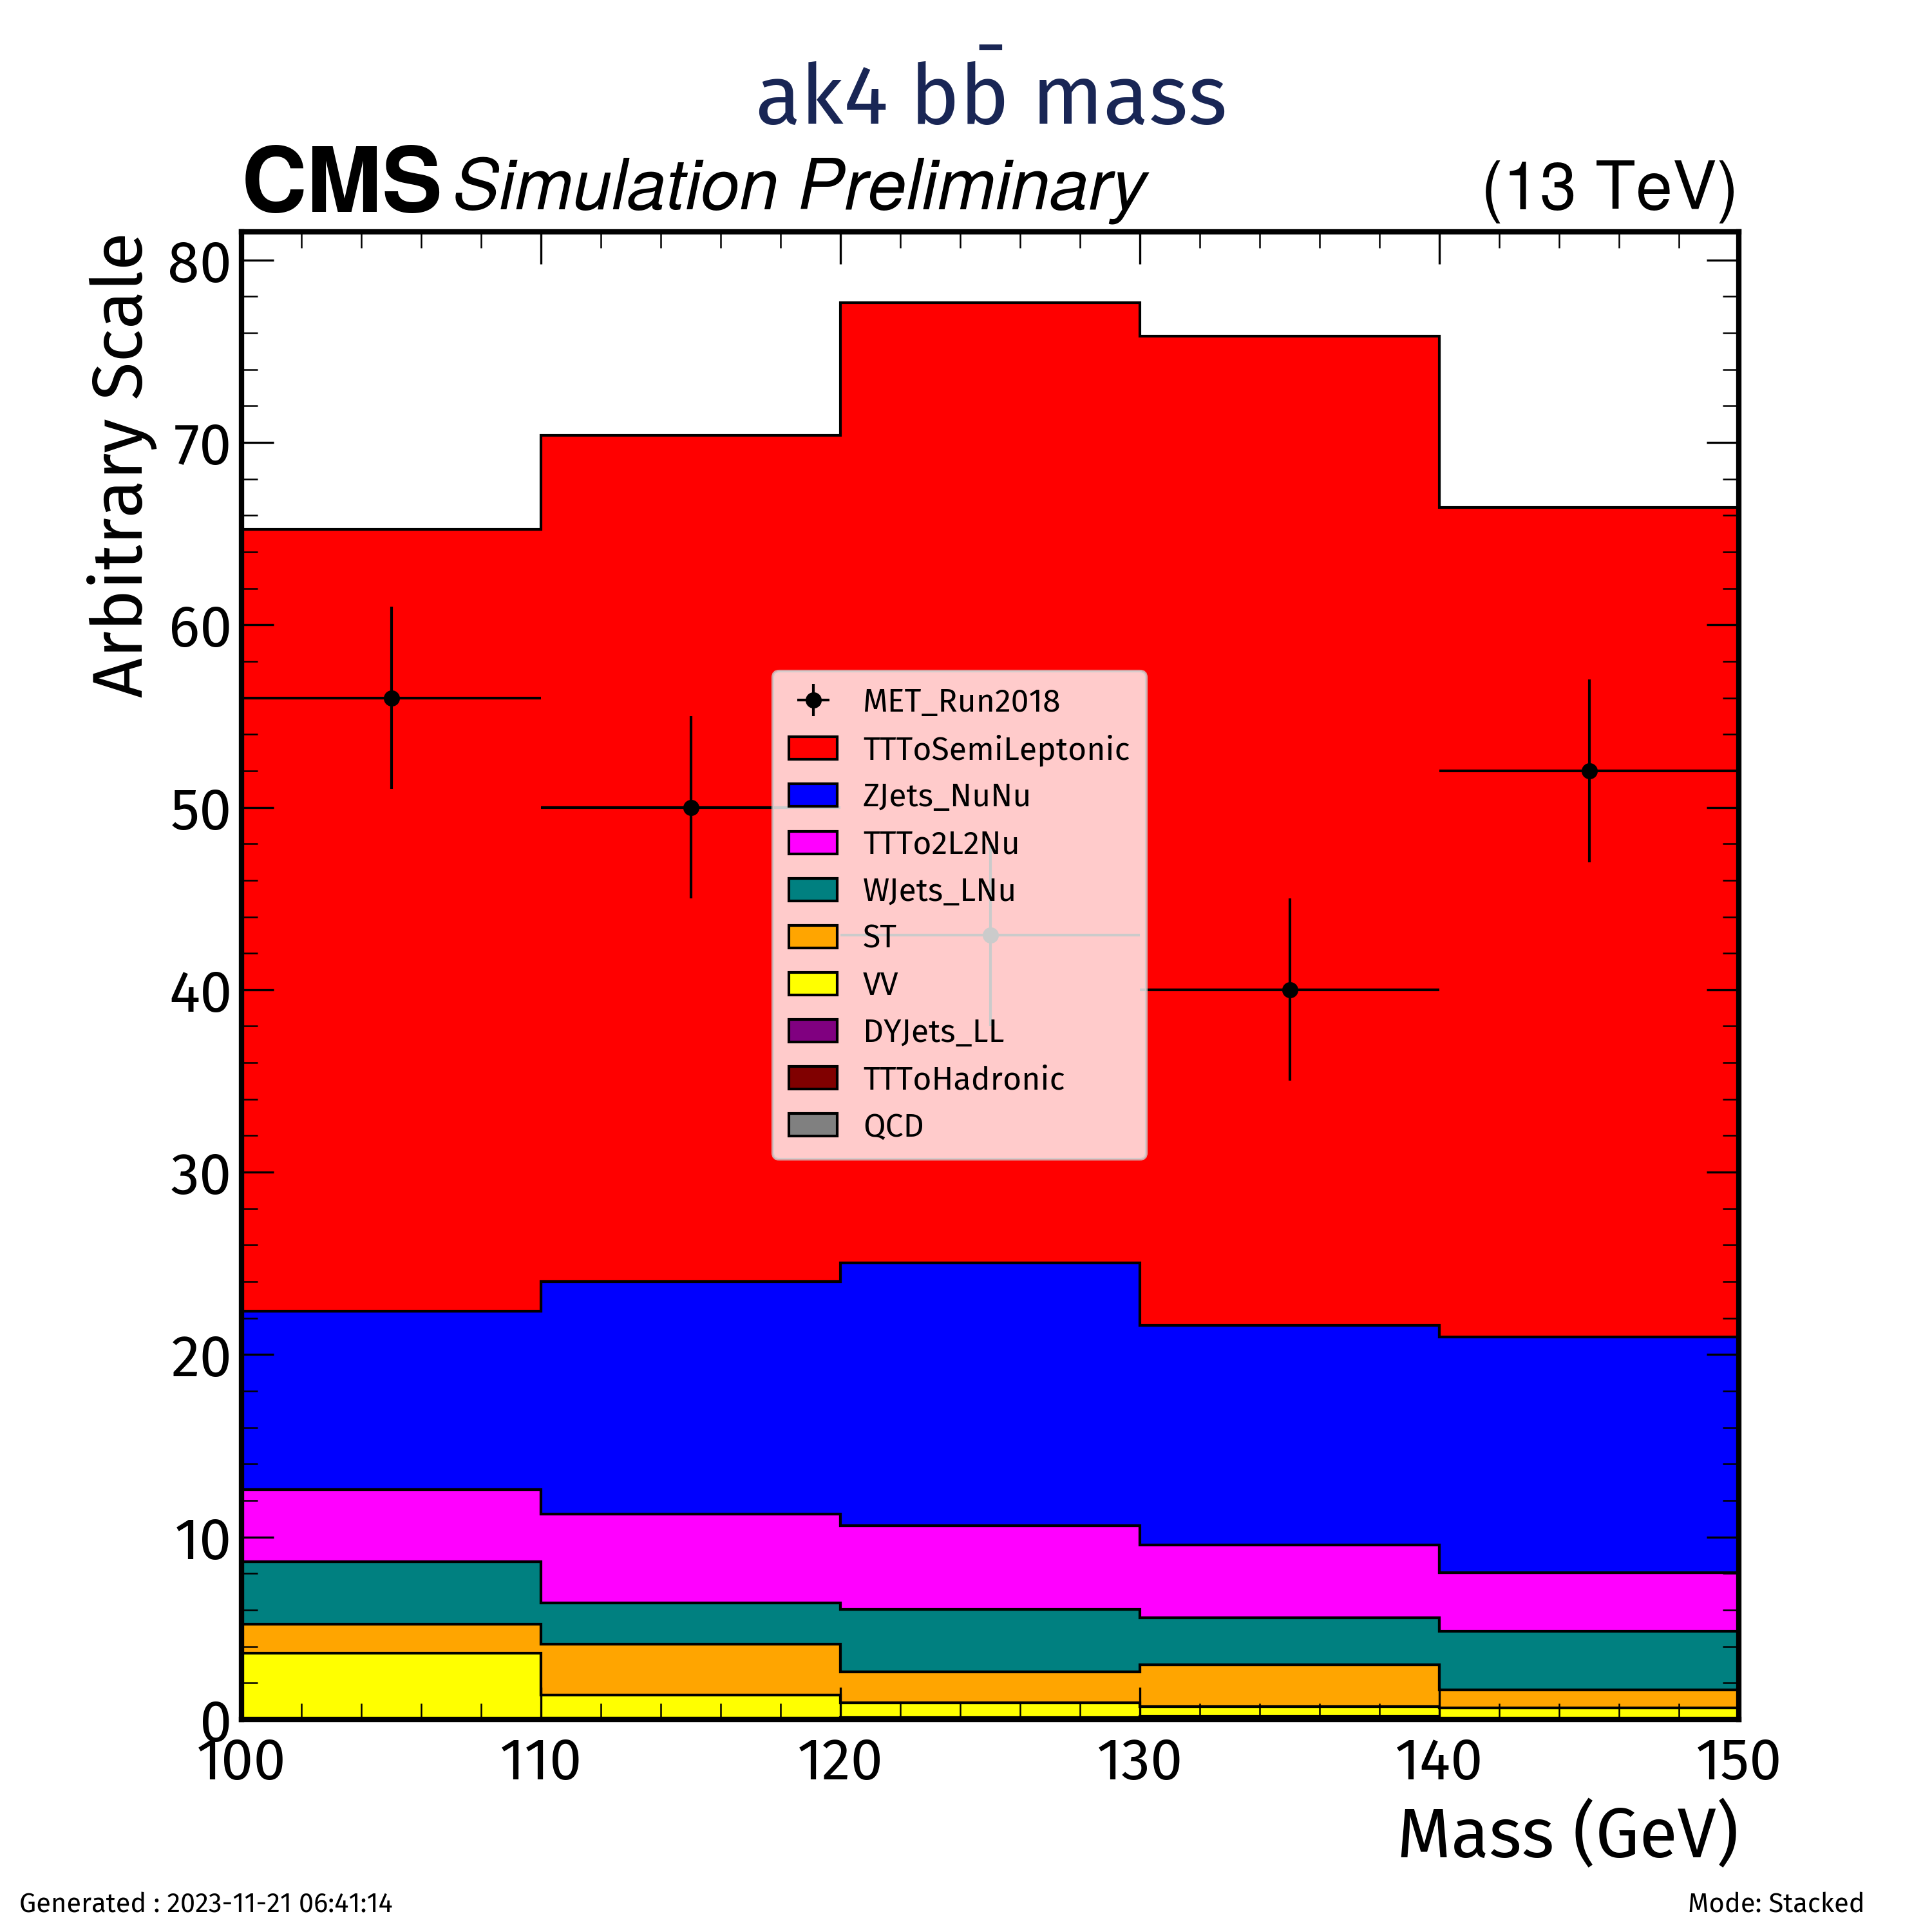 ak4 bb̄ mass
CMS Simulation Preliminary (13 TeV)
Arbitrary Scale
80
70
60
50
40
30
20
10
0
MET_Run2018
TTToSemiLeptonic
ZJets_NuNu
TTTo2L2Nu
WJets_LNu
ST
VV
DYJets_LL
TTToHadronic
QCD
100 110 120 130 140 150
Mass (GeV)
Generated : 2023-11-21 06:41:14 Mode: Stacked